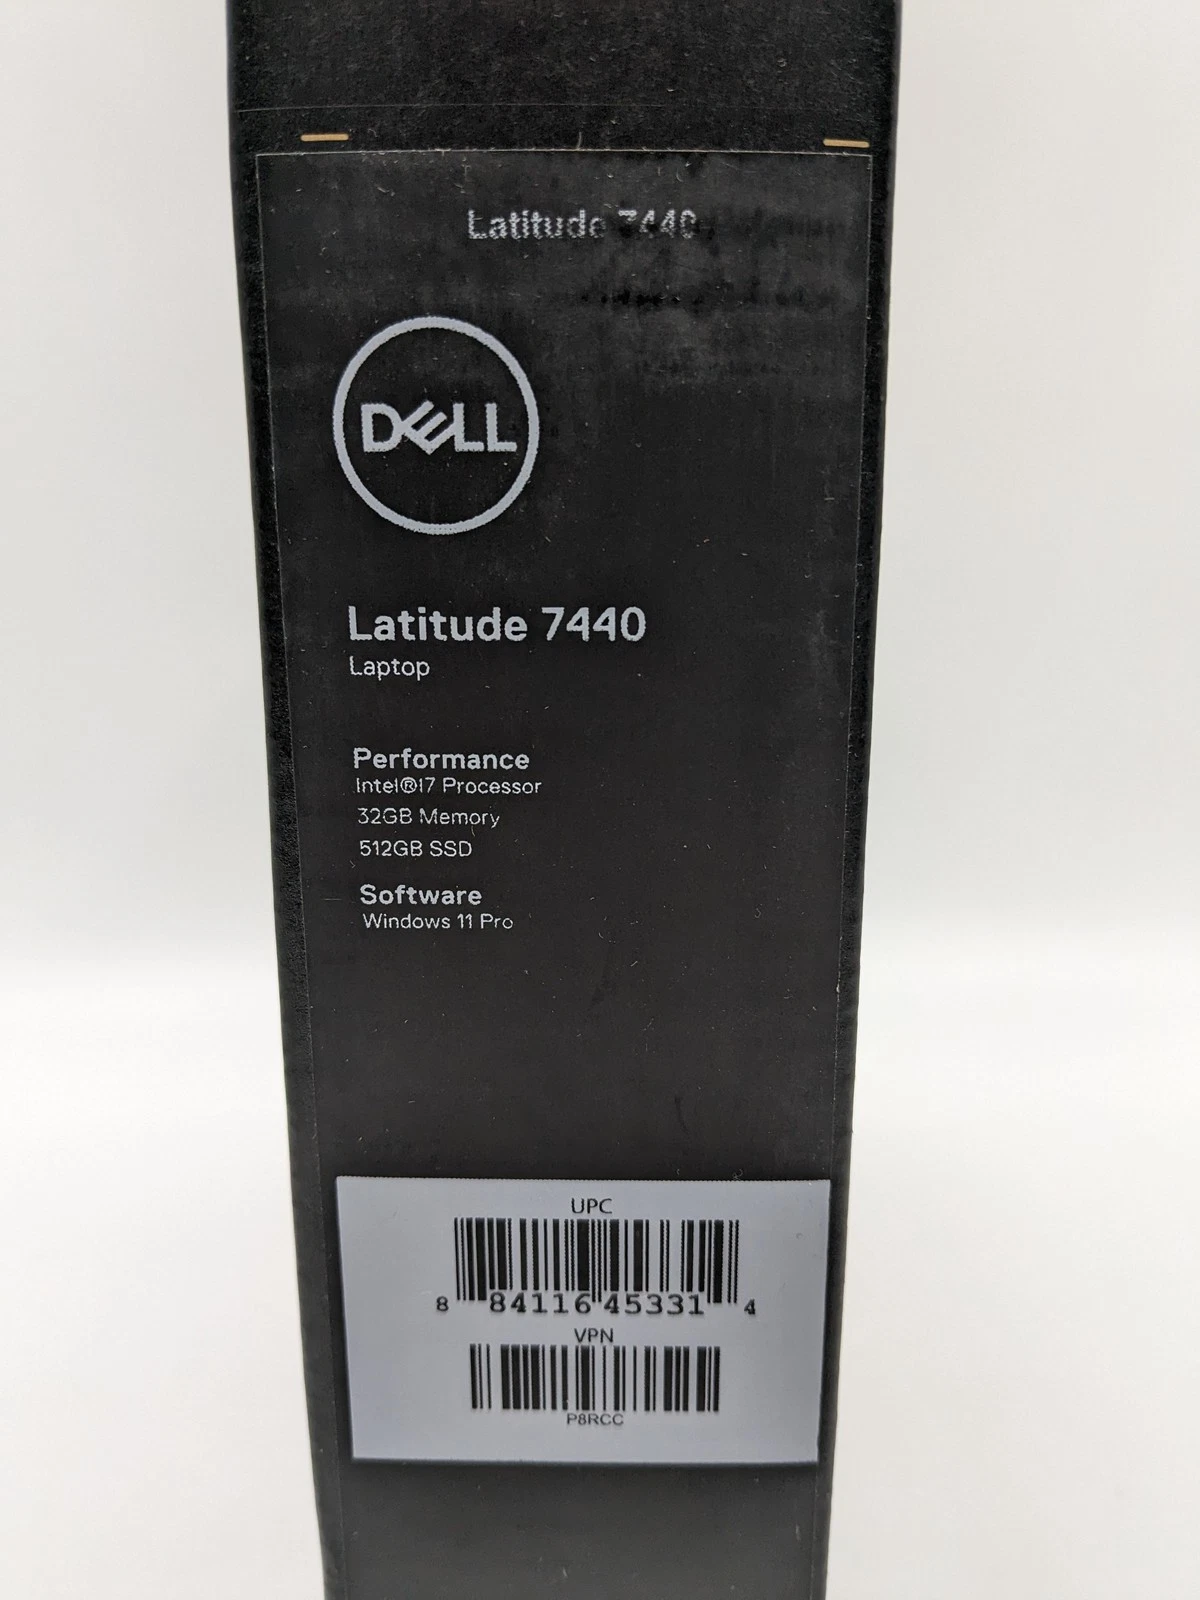 Latitude 7440
DELL
Latitude 7440
Laptop
Performance
Intel®i7 Processor
32GB Memory
512GB SSD
Software
Windows 11 Pro
UPC
8 84116 45331 4
VPN
P8RCC